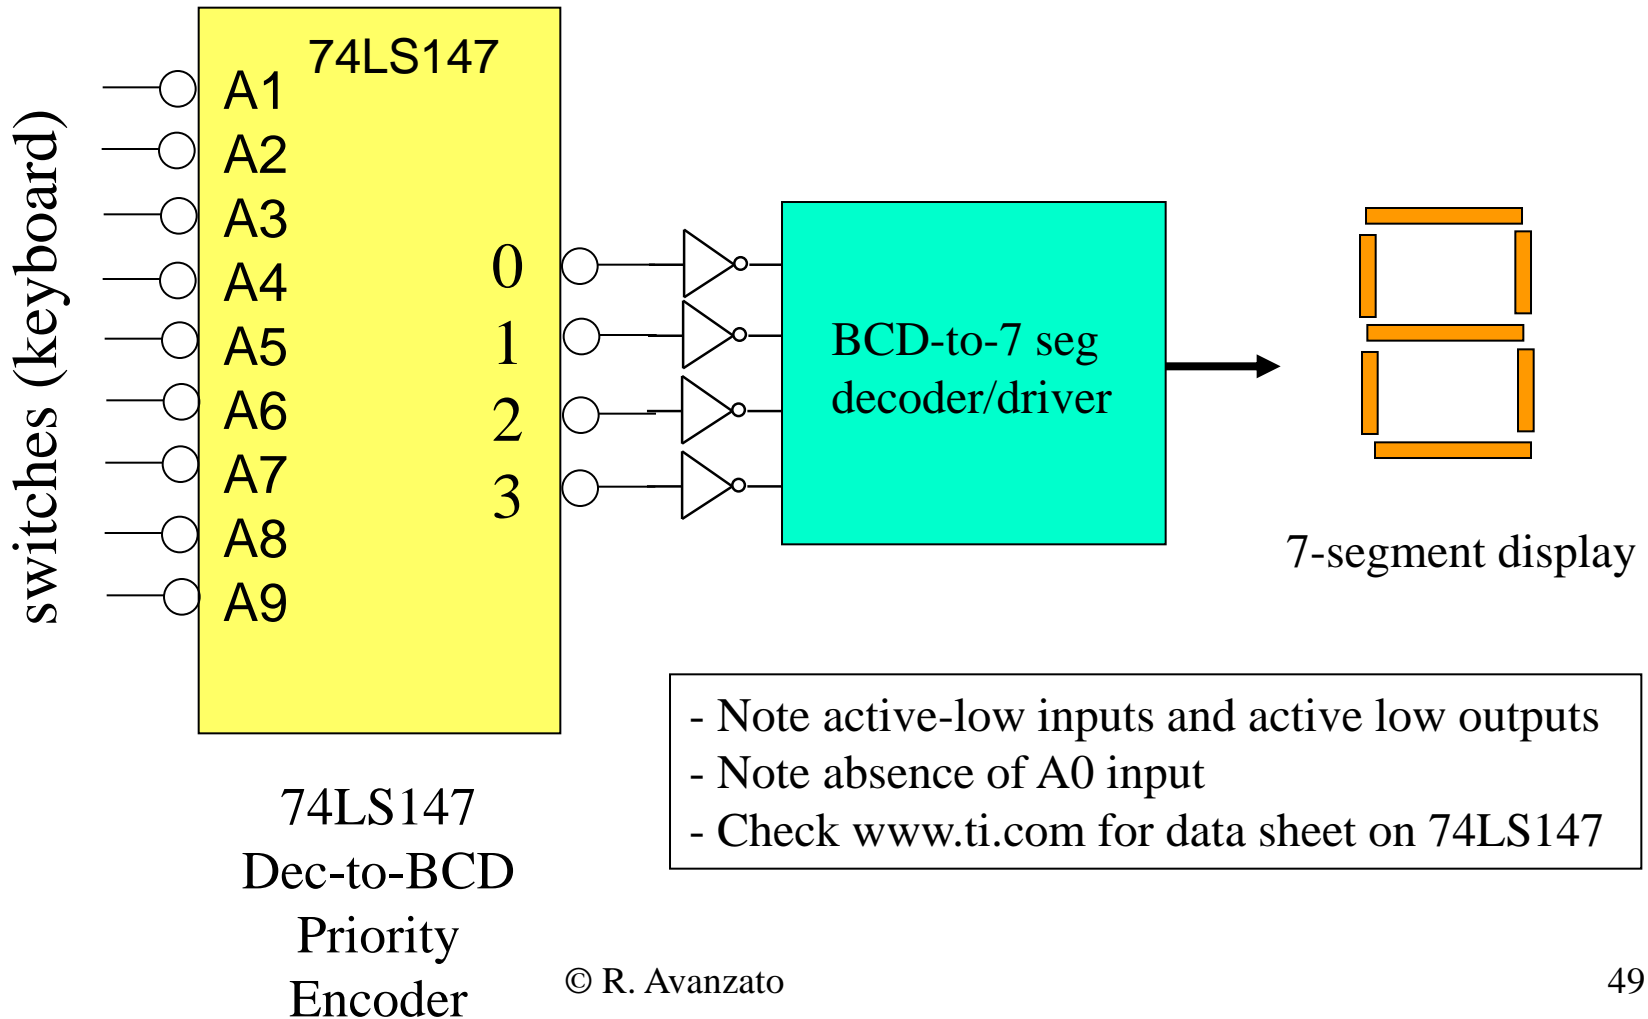 74LS147
switches (keyboard)
A1
A2
A3
A4
A5
A6
A7
A8
A9
0
1
2
3
BCD-to-7 seg
decoder/driver
7-segment display
- Note active-low inputs and active low outputs
- Note absence of A0 input
- Check www.ti.com for data sheet on 74LS147
74LS147
Dec-to-BCD
Priority
Encoder
© R. Avanzato
49